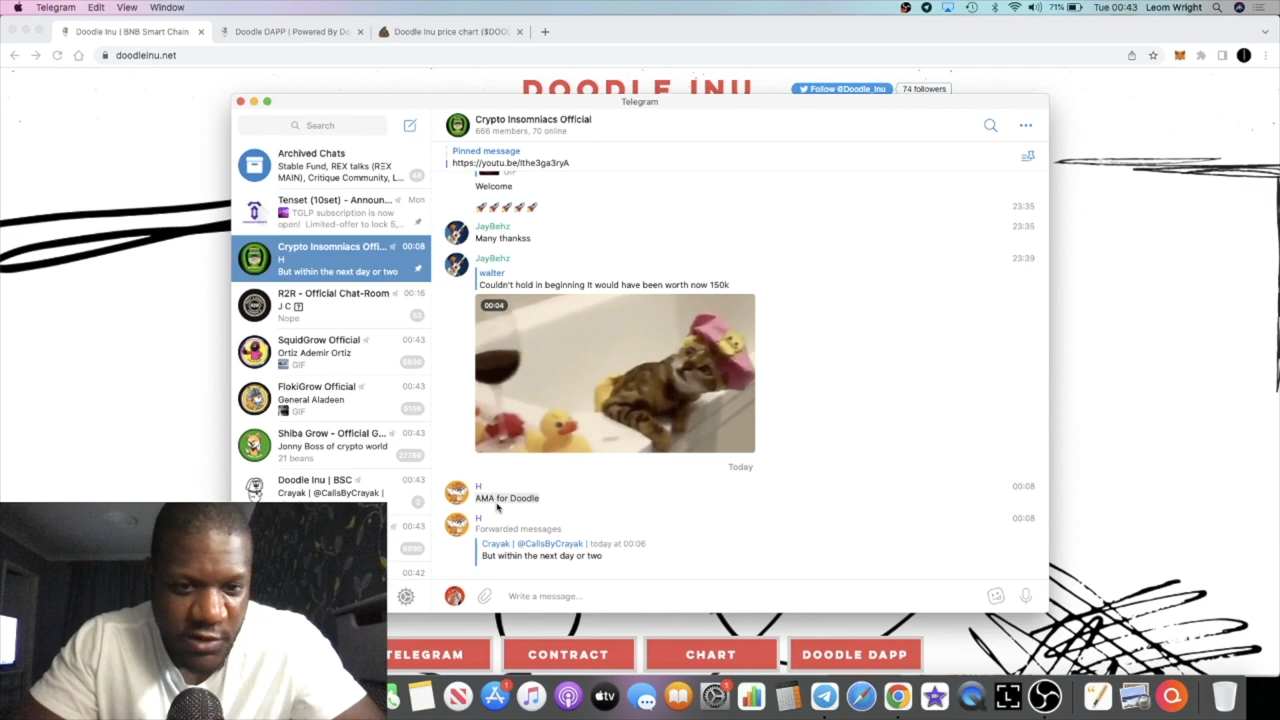 Telegram Edit View Window
71% Tue 00:43 Leom Wright
Doodle Inu | BNB Smart Chain
Doodle DAPP | Powered By Do
Doodle Inu price chart ($DOO
doodleinu.net
DOODLE INU
Follow @Doodle_Inu
74 followers
Telegram
Search
Archived Chats
Stable Fund, REX talks (REX
MAIN), Critique Community, L...
48
Tenset (10set) - Announ...
Mon
TGLP subscription is now
open! Limited-offer to lock 5,...
Crypto Insomniacs Offi...
00:08
H
But within the next day or two
R2R - Official Chat-Room
00:16
J C
Nope
SquidGrow Official
00:43
Ortiz Ademir Ortiz
GIF
FlokiGrow Official
00:43
General Aladeen
GIF
Shiba Grow - Official G...
00:43
Jonny Boss of crypto world
21 beans
27786
Doodle Inu | BSC
00:43
Crayak | @CallsByCrayak |
00:43
00:42
Crypto Insomniacs Official
666 members, 70 online
Pinned message
https://youtu.be/lthe3ga3ryA
GIF
Welcome
23:35
JayBehz
23:35
Many thankss
JayBehz
23:39
walter
Couldn't hold in beginning It would have been worth now 150k
00:04
Today
H
00:08
AMA for Doodle
H
00:08
Forwarded messages
Crayak | @CallsByCrayak | today at 00:06
But within the next day or two
Write a message...
TELEGRAM
CONTRACT
CHART
DOODLE DAPP
tv